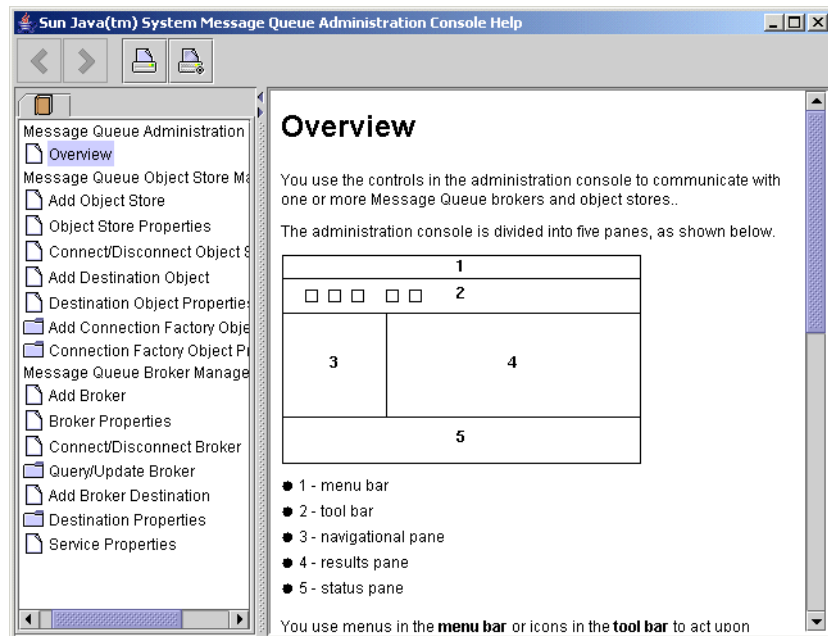 Sun Java(tm) System Message Queue Administration Console Help
Message Queue Administration
Overview
Message Queue Object Store Ma
Add Object Store
Object Store Properties
Connect/Disconnect Object S
Add Destination Object
Destination Object Propertie
Add Connection Factory Obje
Connection Factory Object Pr
Message Queue Broker Manage
Add Broker
Broker Properties
Connect/Disconnect Broker
Query/Update Broker
Add Broker Destination
Destination Properties
Service Properties
Overview
You use the controls in the administration console to communicate with
one or more Message Queue brokers and object stores..
The administration console is divided into five panes, as shown below.
1
2
3
4
5
1 - menu bar
2 - tool bar
3 - navigational pane
4 - results pane
5 - status pane
You use menus in the menu bar or icons in the tool bar to act upon